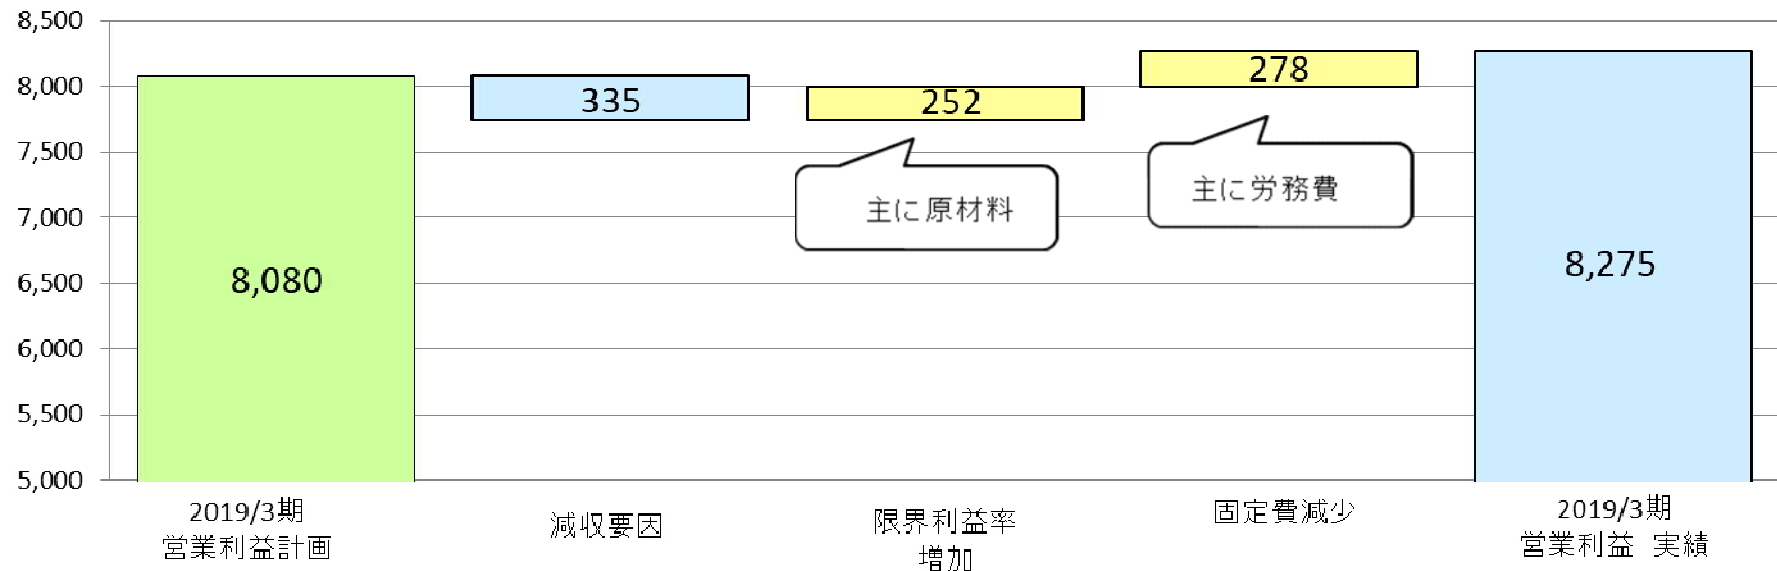 8,500
8,000
7,500
7,000
6,500
6,000
5,500
5,000
8,080
335
252
278
8,275
主に原材料
主に労務費
2019/3期
営業利益計画
減収要因
限界利益率
増加
固定費減少
2019/3期
営業利益 実績